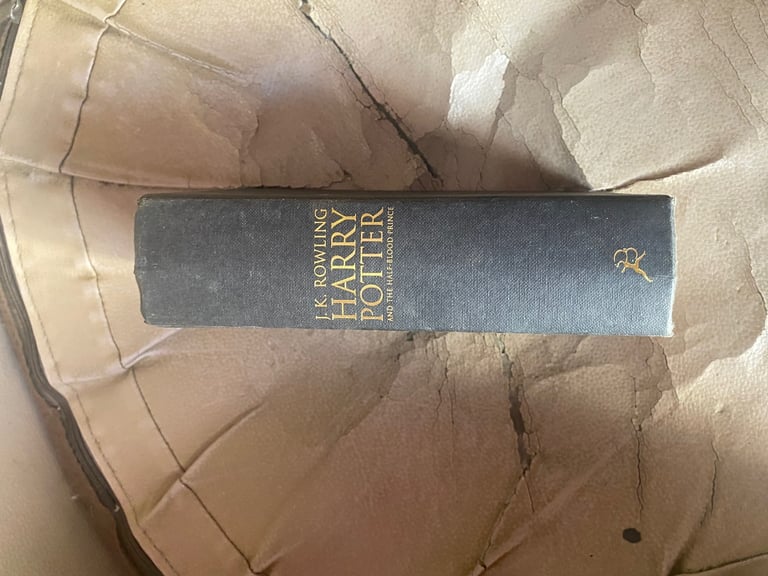 J.K. ROWLING
HARRY
POTTER
AND THE HALF-BLOOD PRINCE